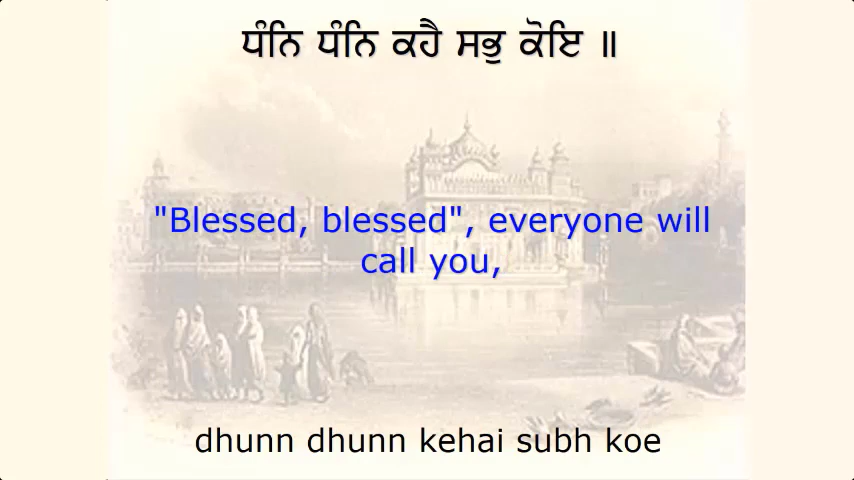 ਧੰਨਿ ਧੰਨਿ ਕਹੈ ਸਭੁ ਕੋਇ ॥
"Blessed, blessed", everyone will
call you,
dhunn dhunn kehai subh koe